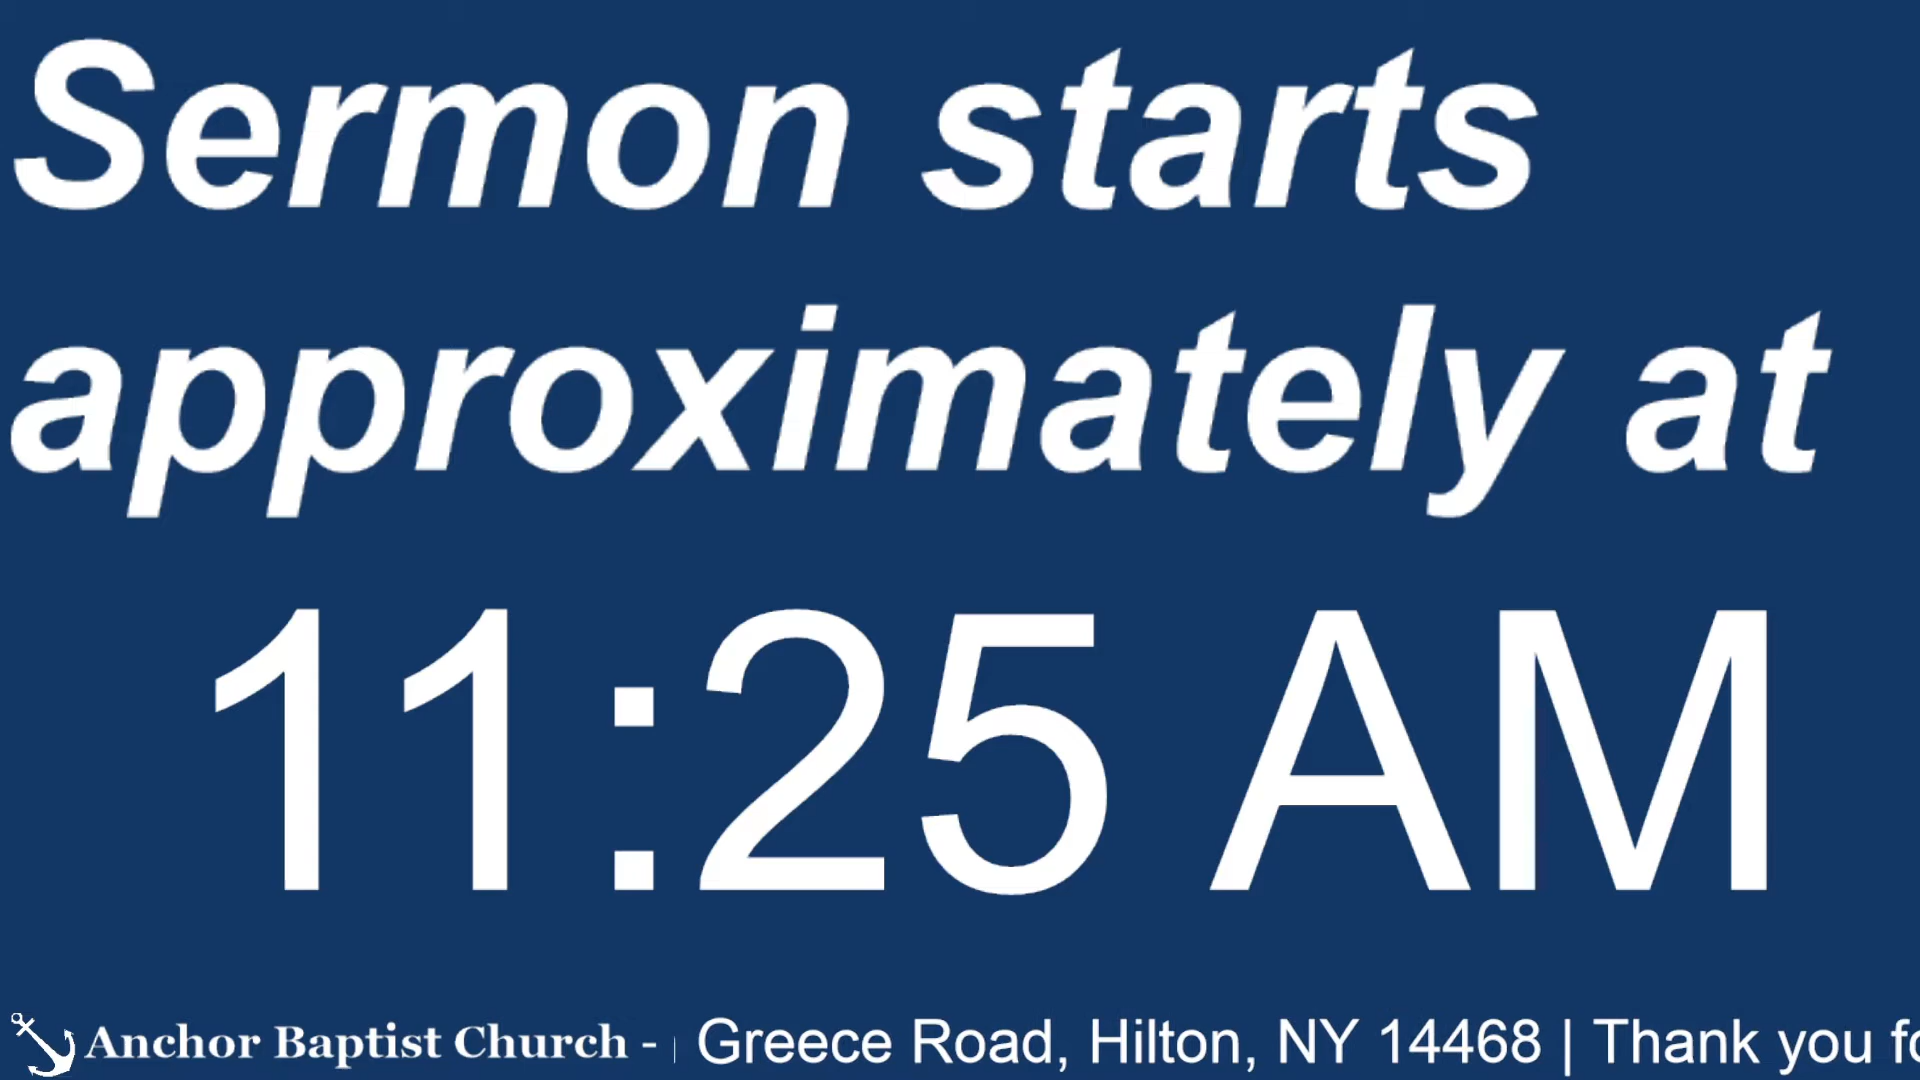 Sermon starts
approximately at
11:25 AM
Anchor Baptist Church - Greece Road, Hilton, NY 14468 | Thank you